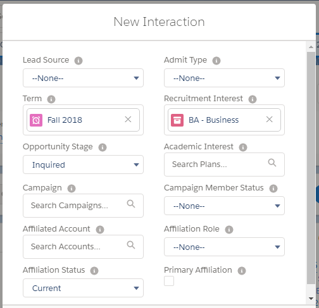 New Interaction
Lead Source Admit Type
--None-- --None--
Term Recruitment Interest
Fall 2018 BA - Business
Opportunity Stage Academic Interest
Inquired Search Plans...
Campaign Campaign Member Status
Search Campaigns... --None--
Affiliated Account Affiliation Role
Search Accounts... --None--
Affiliation Status Primary Affiliation
Current